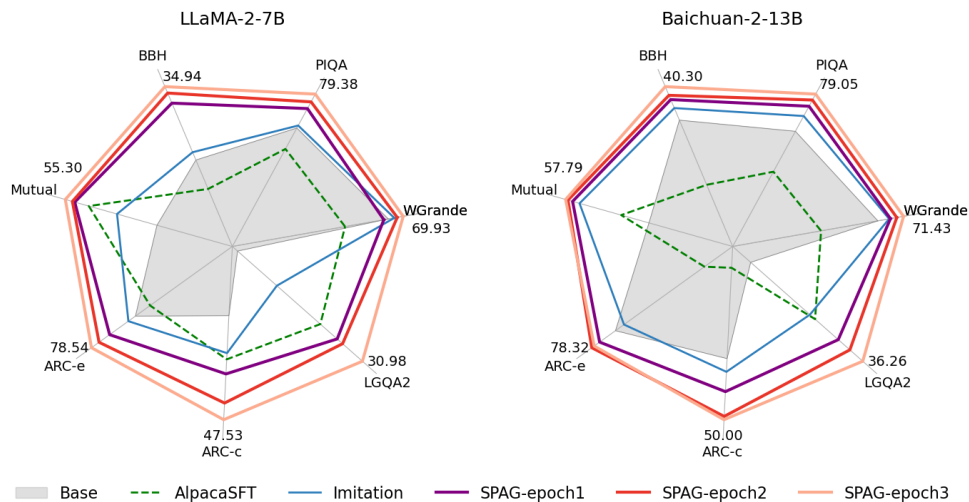 LLaMA-2-7B
BBH
34.94
PIQA
79.38
55.30
Mutual
WGrande
69.93
78.54
ARC-e
30.98
LGQA2
47.53
ARC-c
Baichuan-2-13B
BBH
40.30
PIQA
79.05
57.79
Mutual
WGrande
71.43
78.32
ARC-e
36.26
LGQA2
50.00
ARC-c
Base AlpacaSFT Imitation SPAG-epoch1 SPAG-epoch2 SPAG-epoch3